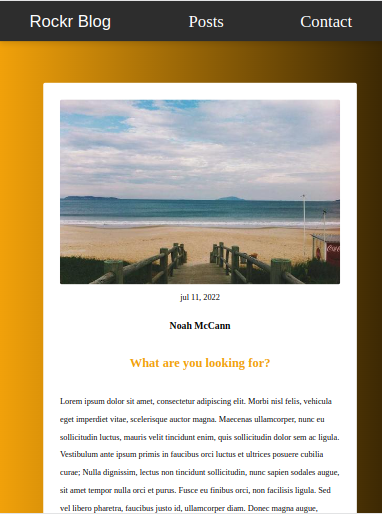 Rockr Blog Posts Contact
jul 11, 2022
Noah McCann
What are you looking for?
Lorem ipsum dolor sit amet, consectetur adipiscing elit. Morbi nisl felis, vehicula
eget imperdiet vitae, scelerisque auctor magna. Maecenas ullamcorper, nunc eu
sollicitudin luctus, mauris velit tincidunt enim, quis sollicitudin dolor sem ac ligula.
Vestibulum ante ipsum primis in faucibus orci luctus et ultrices posuere cubilia
curae; Nulla dignissim, lectus non tincidunt sollicitudin, nunc sapien sodales augue,
sit amet tempor nulla orci et purus. Fusce eu finibus orci, non facilisis ligula. Sed
vel libero pharetra, faucibus justo id, ullamcorper diam. Donec magna augue,